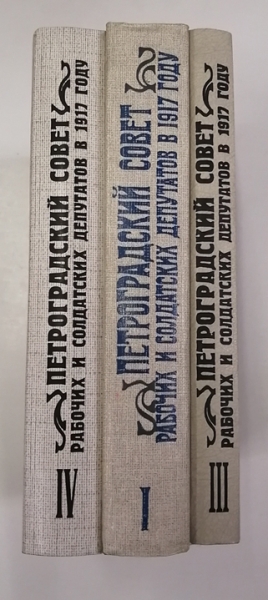 ПЕТРОГРАДСКИЙ СОВЕТ
РАБОЧИХ И СОЛДАТСКИХ ДЕПУТАТОВ В 1917 ГОДУ
IV
ПЕТРОГРАДСКИЙ СОВЕТ
РАБОЧИХ И СОЛДАТСКИХ ДЕПУТАТОВ В 1917 ГОДУ
I
ПЕТРОГРАДСКИЙ СОВЕТ
РАБОЧИХ И СОЛДАТСКИХ ДЕПУТАТОВ В 1917 ГОДУ
III